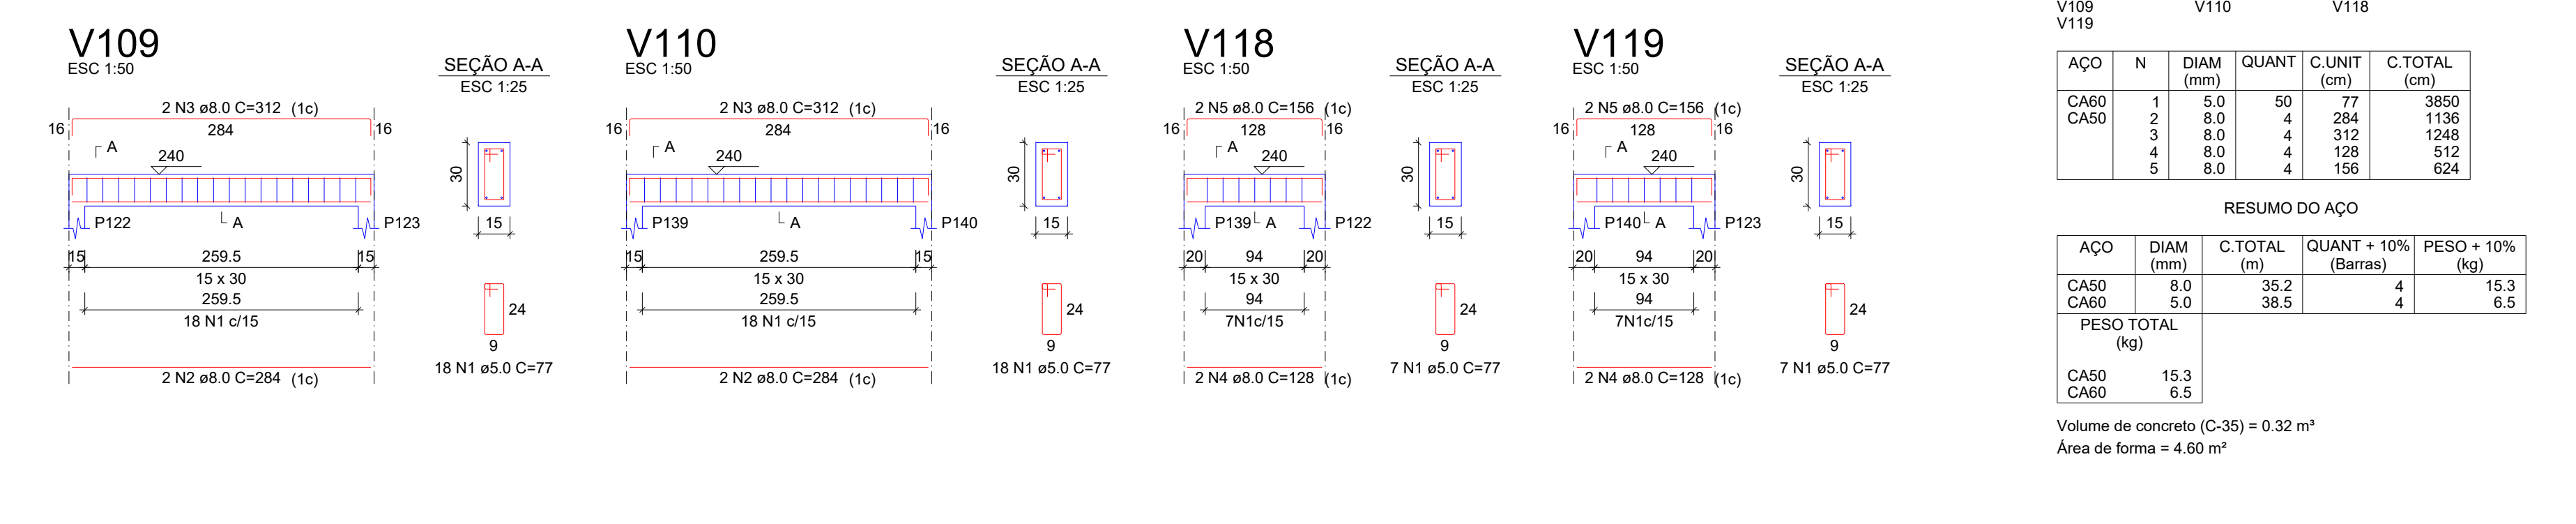 V109
ESC 1:50
SEÇÃO A-A
ESC 1:25
2 N3 ø8.0 C=312 (1c)
16 284 16
A
240
30
P122 A P123
15
15 259.5 15
15 x 30
259.5
18 N1 c/15
24
9
18 N1 ø5.0 C=77
2 N2 ø8.0 C=284 (1c)
V110
ESC 1:50
SEÇÃO A-A
ESC 1:25
2 N3 ø8.0 C=312 (1c)
16 284 16
A
240
30
P139 A P140
15
15 259.5 15
15 x 30
259.5
18 N1 c/15
24
9
18 N1 ø5.0 C=77
2 N2 ø8.0 C=284 (1c)
V118
ESC 1:50
SEÇÃO A-A
ESC 1:25
2 N5 ø8.0 C=156 (1c)
16 128 16
A
240
30
P139 A P122
15
20 94 20
15 x 30
94
7N1c/15
24
9
7 N1 ø5.0 C=77
2 N4 ø8.0 C=128 (1c)
V119
ESC 1:50
SEÇÃO A-A
ESC 1:25
2 N5 ø8.0 C=156 (1c)
16 128 16
A
240
30
P140 A P123
15
20 94 20
15 x 30
94
7N1c/15
24
9
7 N1 ø5.0 C=77
2 N4 ø8.0 C=128 (1c)
V109 V110 V118
V119
AÇO N DIAM QUANT C.UNIT C.TOTAL
(mm) (cm) (cm)
CA60 1 5.0 50 77 3850
CA50 2 8.0 4 284 1136
3 8.0 4 312 1248
4 8.0 4 128 512
5 8.0 4 156 624
RESUMO DO AÇO
AÇO DIAM C.TOTAL QUANT + 10% PESO + 10%
(mm) (m) (Barras) (kg)
CA50 8.0 35.2 4 15.3
CA60 5.0 38.5 4 6.5
PESO TOTAL
(kg)
CA50 15.3
CA60 6.5
Volume de concreto (C-35) = 0.32 m³
Área de forma = 4.60 m²